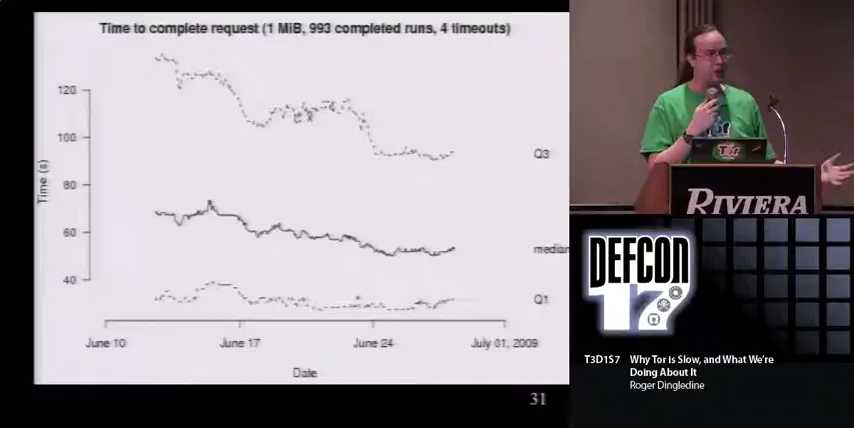 Time to complete request (1 MiB, 993 completed runs, 4 timeouts)
120
100
80
60
40
Time (s)
Q3
median
Q1
June 10
June 17
June 24
July 01, 2009
Date
31
Tor
RIVIERA
DEFCON
17
T3D1S7 Why Tor is Slow, and What We're
Doing About It
Roger Dingledine